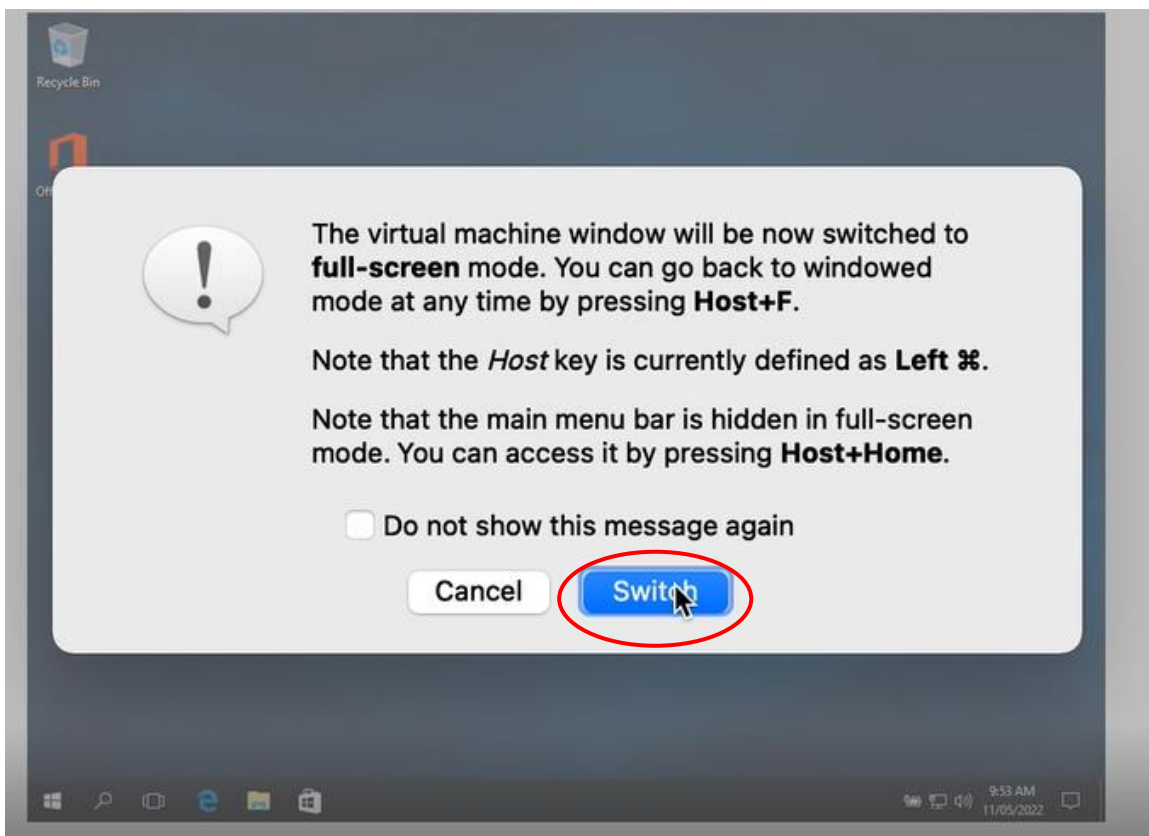 Recycle Bin
The virtual machine window will be now switched to
full-screen mode. You can go back to windowed
mode at any time by pressing Host+F.
Note that the Host key is currently defined as Left ⌘.
Note that the main menu bar is hidden in full-screen
mode. You can access it by pressing Host+Home.
Do not show this message again
Cancel
Switch
9:53 AM
11/05/2022